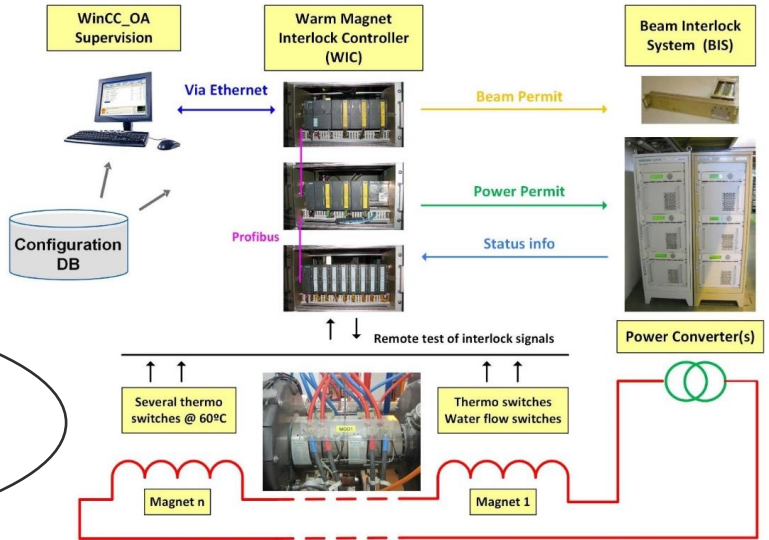 WinCC_OA
Supervision
Warm Magnet
Interlock Controller
(WIC)
Beam Interlock
System (BIS)
Via Ethernet
Beam Permit
Power Permit
Profibus
Status info
Configuration
DB
Remote test of interlock signals
Power Converter(s)
Several thermo
switches @ 60ºC
Thermo switches
Water flow switches
Magnet n
Magnet 1